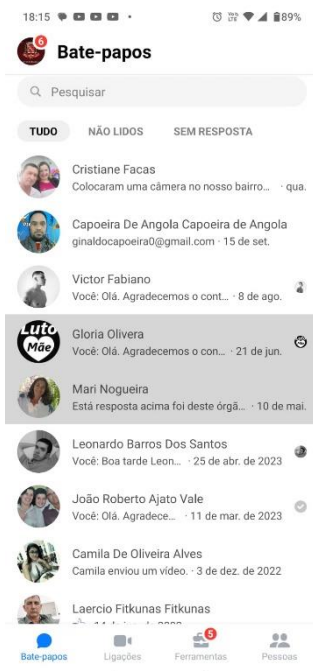 18:15 89%
6
Bate-papos
Pesquisar
TUDO NÃO LIDOS SEM RESPOSTA
Cristiane Facas
Colocaram uma câmera no nosso bairro... · qua.
Capoeira De Angola Capoeira de Angola
ginaldocapoeira0@gmail.com · 15 de set.
Victor Fabiano
Você: Olá. Agradecemos o cont... · 8 de ago.
Luto
Mãe
Gloria Olivera
Você: Olá. Agradecemos o con... · 21 de jun.
Mari Nogueira
Está resposta acima foi deste órgã... · 10 de mai.
Leonardo Barros Dos Santos
Você: Boa tarde Leon... · 25 de abr. de 2023
João Roberto Ajato Vale
Você: Olá. Agradece... · 11 de mar. de 2023
Camila De Oliveira Alves
Camila enviou um vídeo. · 3 de dez. de 2022
Laercio Fitkunas Fitkunas
6
Bate-papos Ligações Ferramentas Pessoas